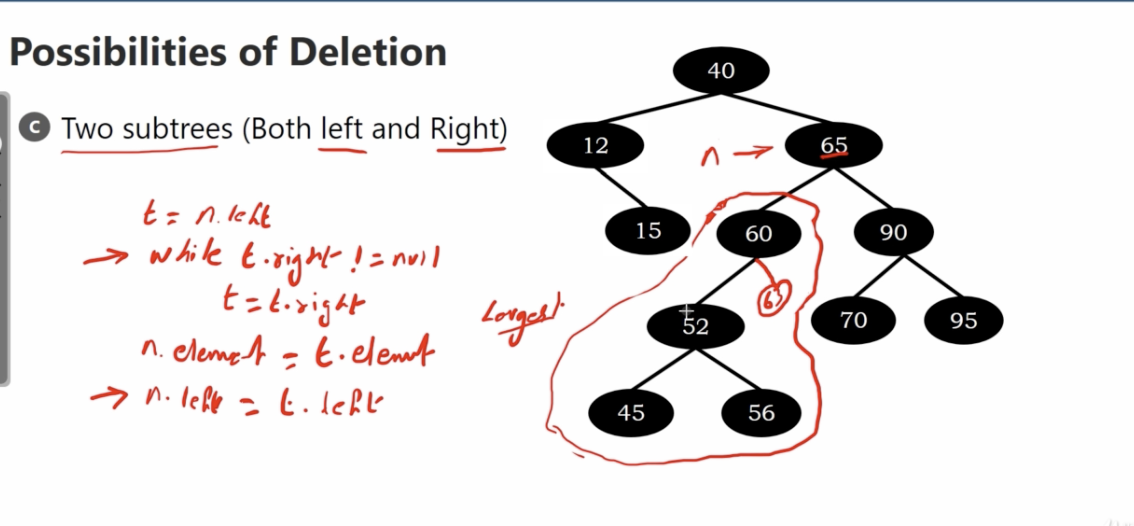 Possibilities of Deletion
C Two subtrees (Both left and Right)
t = n.left
→ while t.right != null
t = t.right
n.element = t.element
→ n.left = t.left
Largest
40
12
n → 65
15
60
90
63
52
70
95
45
56